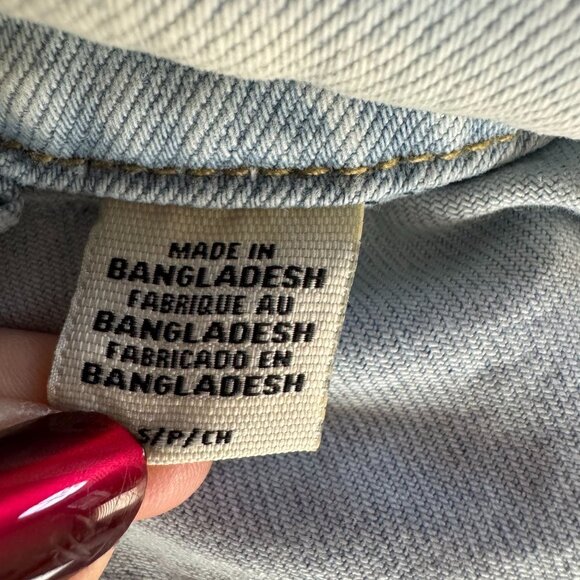 MADE IN
BANGLADESH
FABRIQUE AU
BANGLADESH
FABRICADO EN
BANGLADESH
S/P/CH